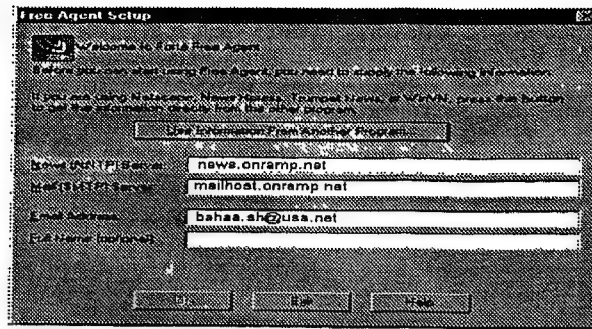 Free Agent Setup
Welcome to Forté Free Agent
Before you can start using Free Agent, you need to supply the following information.
If you are using Netscape, News Xpress, Trumpet News, or WinVN, press this button
to get this information directly from the other program.
Use Information From Another Program...
News (NNTP) Server: news.onramp.net
Mail (SMTP) Server: mailhost.onramp.net
Email Address: bahaa.sh@usa.net
Full Name (optional):
Exit Help